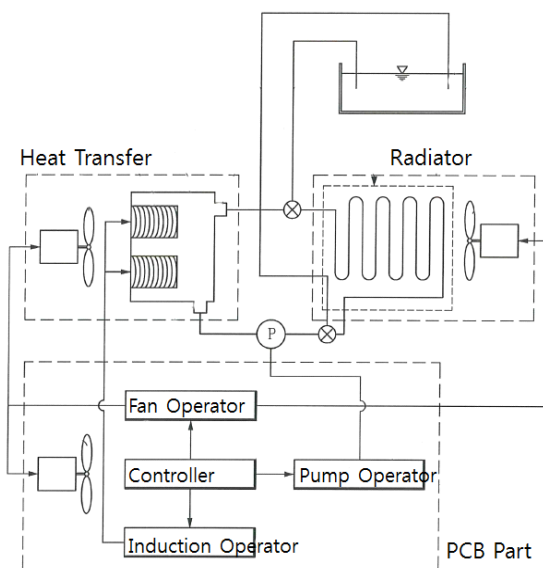 Heat Transfer
Radiator
P
Fan Operator
Controller
Pump Operator
Induction Operator
PCB Part